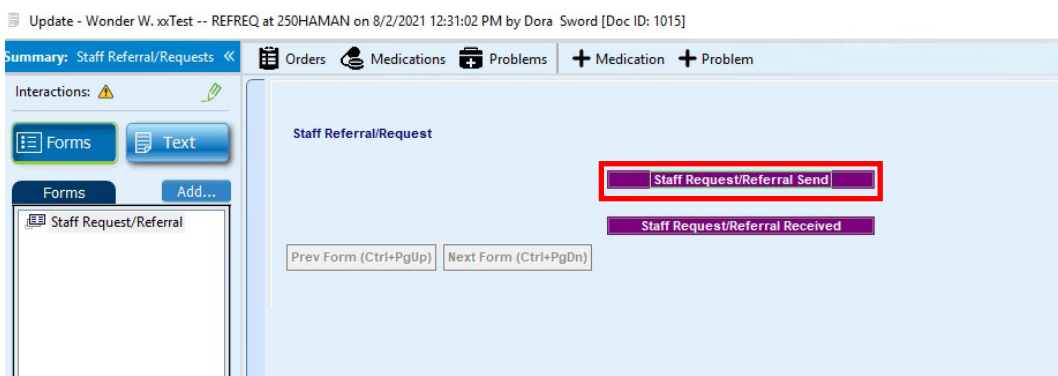 Update - Wonder W. xxTest -- REFREQ at 250HAMAN on 8/2/2021 12:31:02 PM by Dora Sword [Doc ID: 1015]
Summary: Staff Referral/Requests «
Orders Medications Problems + Medication + Problem
Interactions:
Forms Text
Forms Add...
Staff Request/Referral
Staff Referral/Request
Staff Request/Referral Send
Staff Request/Referral Received
Prev Form (Ctrl+PgUp) Next Form (Ctrl+PgDn)